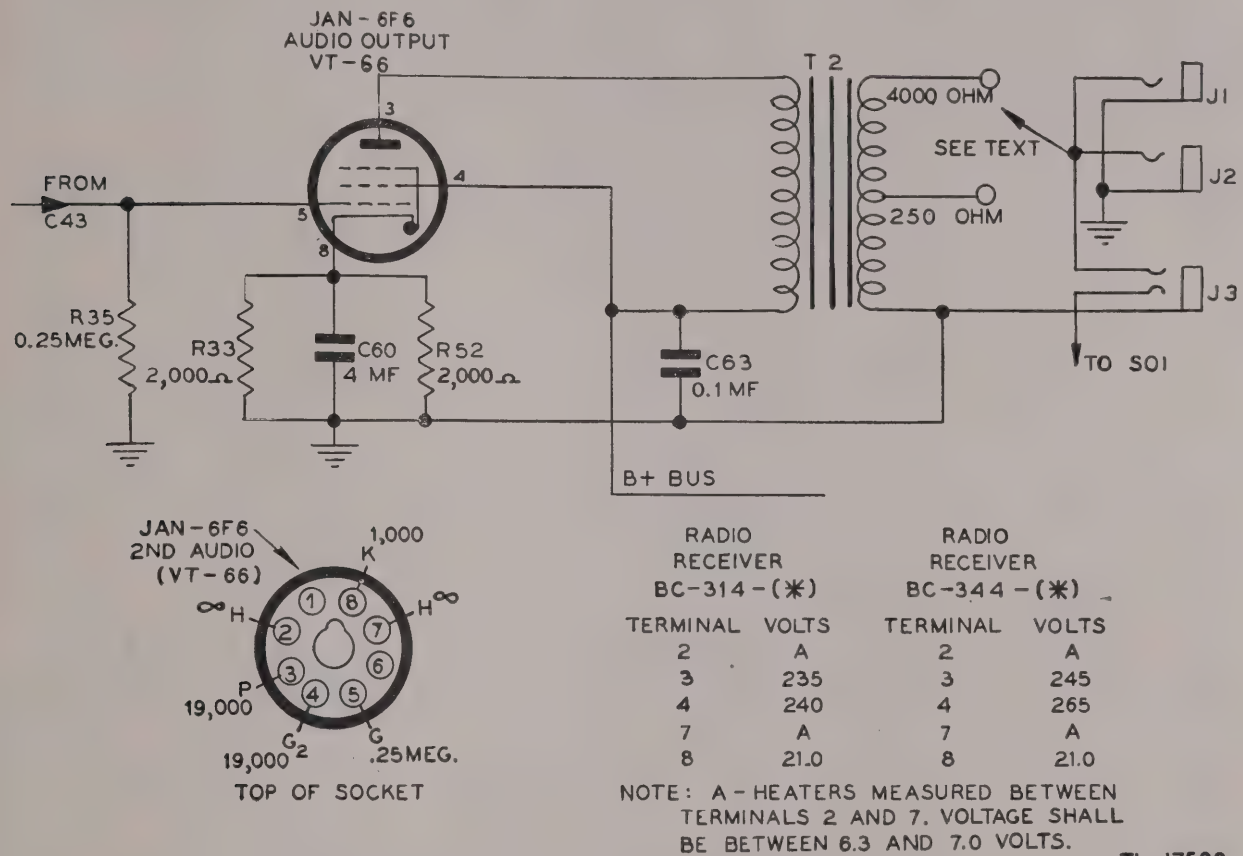 JAN-6F6
AUDIO OUTPUT
VT-66
3
4
5
8
FROM
C43
R35
0.25MEG.
R33
2,000Ω
C60
4 MF
R52
2,000Ω
C63
0.1 MF
B+ BUS
T 2
4000 OHM
SEE TEXT
250 OHM
J1
J2
J3
TO SO1
JAN-6F6
2ND AUDIO
(VT-66)
1,000
K
∞ H
H ∞
1
8
2
7
3
6
4
5
P
19,000
G2
19,000
G
.25MEG.
TOP OF SOCKET
RADIO RADIO
RECEIVER RECEIVER
BC-314-(*) BC-344-(*)
TERMINAL VOLTS TERMINAL VOLTS
2 A 2 A
3 235 3 245
4 240 4 265
7 A 7 A
8 21.0 8 21.0
NOTE: A-HEATERS MEASURED BETWEEN
TERMINALS 2 AND 7. VOLTAGE SHALL
BE BETWEEN 6.3 AND 7.0 VOLTS.